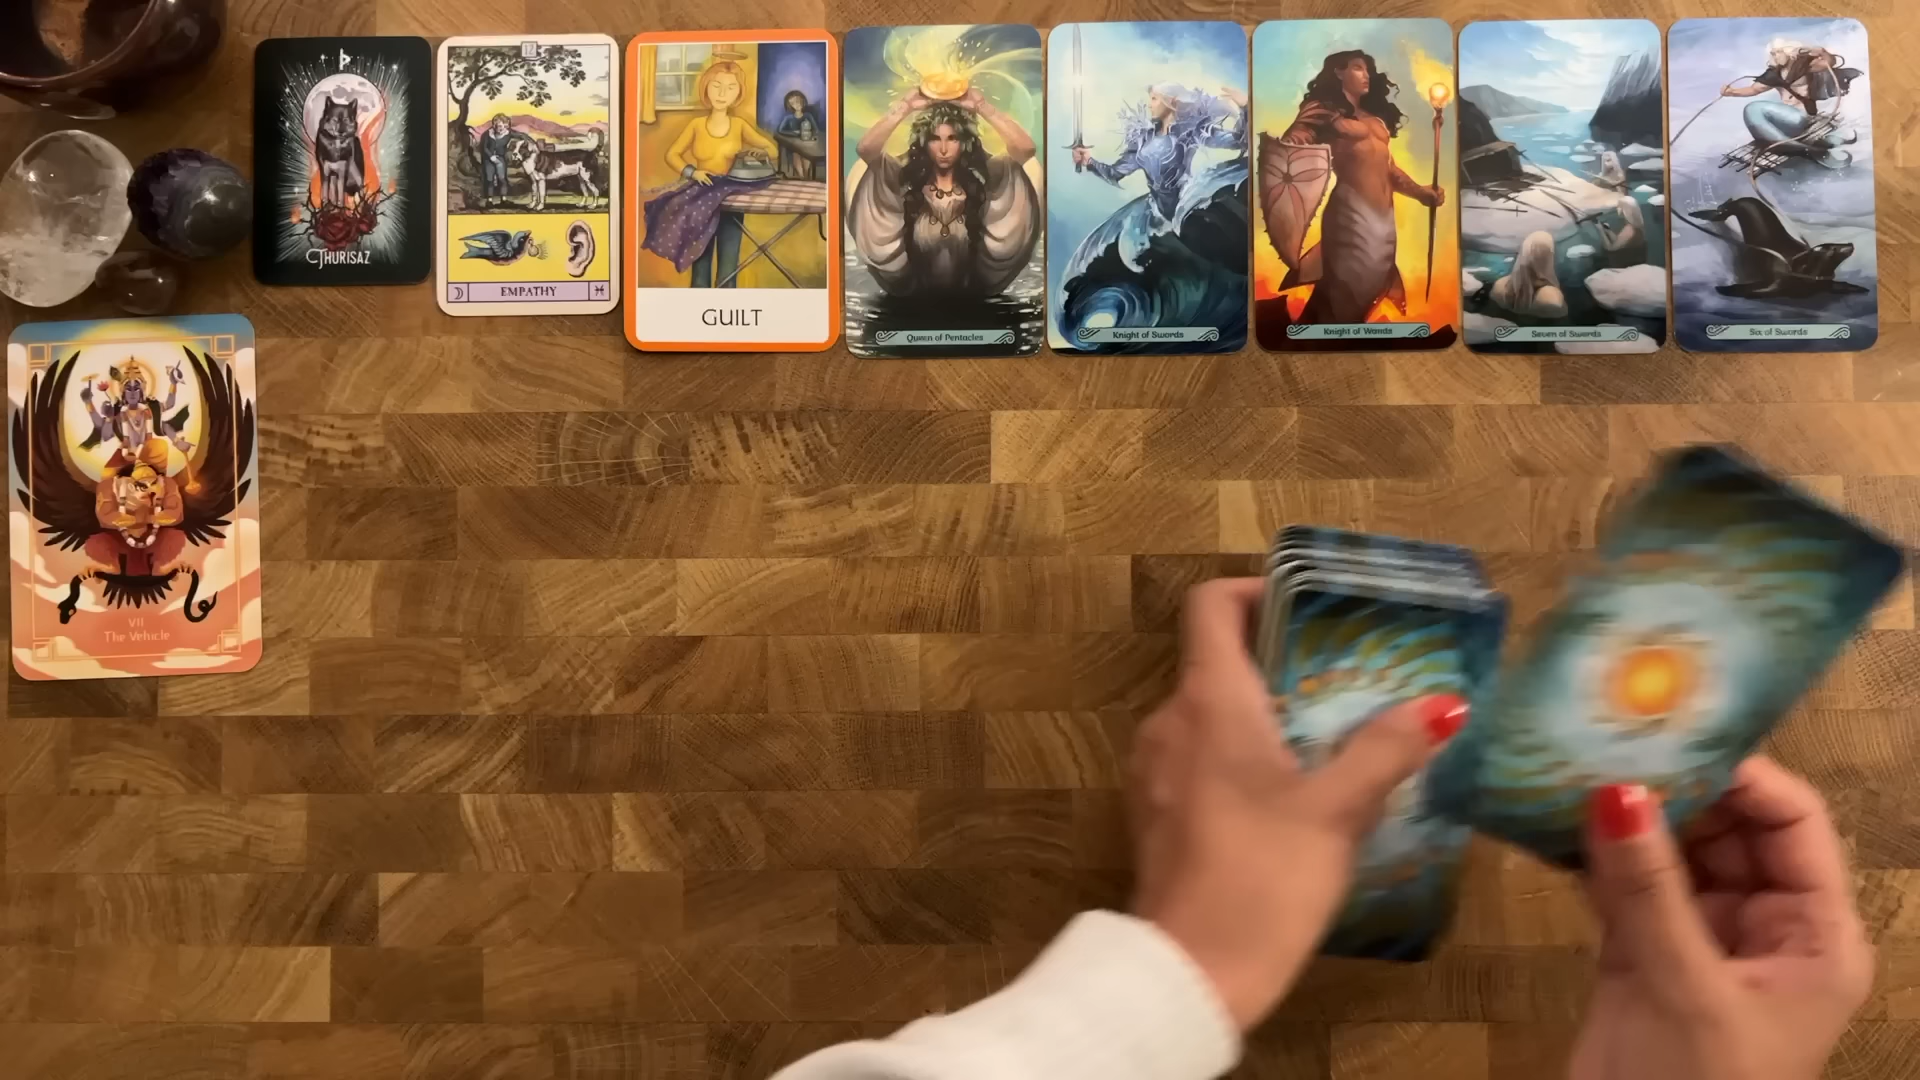 THURISAZ
12
EMPATHY
GUILT
Queen of Pentacles
Knight of Swords
Knight of Wands
Seven of Swords
Six of Swords
VII
The Vehicle